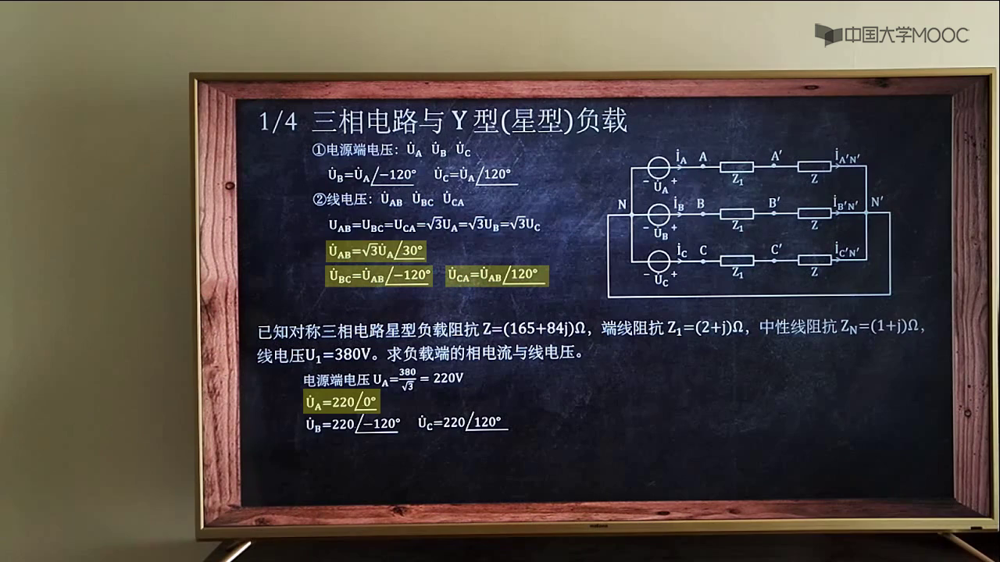 中国大学MOOC
1/4 三相电路与 Y 型(星型)负载
①电源端电压: U̇A U̇B U̇C
U̇B=U̇A/−120° U̇C=U̇A/120°
②线电压: U̇AB U̇BC U̇CA
UAB=UBC=UCA=√3UA=√3UB=√3UC
U̇AB=√3U̇A/30°
U̇BC=U̇AB/−120° U̇CA=U̇AB/120°
İA A A′ İA′N′
− U̇A + Z1 Z
N İB B B′ İB′N′ N′
− U̇B + Z1 Z
İC C C′ İC′N′
− U̇C + Z1 Z
已知对称三相电路星型负载阻抗 Z=(165+84j)Ω，端线阻抗 Z1=(2+j)Ω，中性线阻抗 ZN=(1+j)Ω，
线电压U1=380V。求负载端的相电流与线电压。
电源端电压 UA=380/√3 = 220V
U̇A=220/0°
U̇B=220/−120° U̇C=220/120°